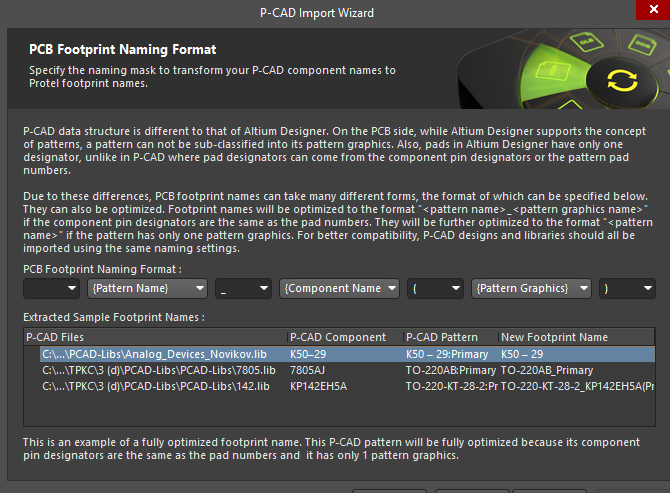 P-CAD Import Wizard
PCB Footprint Naming Format
Specify the naming mask to transform your P-CAD component names to
Protel footprint names.
P-CAD data structure is different to that of Altium Designer. On the PCB side, while Altium Designer supports the concept
of patterns, a pattern can not be sub-classified into its pattern graphics. Also, pads in Altium Designer have only one
designator, unlike in P-CAD where pad designators can come from the component pin designators or the pattern pad
numbers.
Due to these differences, PCB footprint names can take many different forms, the format of which can be specified below.
They can also be optimized. Footprint names will be optimized to the format "<pattern name>_<pattern graphics name>"
if the component pin designators are the same as the pad numbers. They will be further optimized to the format "<pattern
name>" if the pattern has only one pattern graphics. For better compatibility, P-CAD designs and libraries should all be
imported using the same naming settings.
PCB Footprint Naming Format :
{Pattern Name} _ {Component Name ( {Pattern Graphics} )
Extracted Sample Footprint Names :
P-CAD Files P-CAD Component P-CAD Pattern New Footprint Name
C:\...\PCAD-Libs\Analog_Devices_Novikov.lib K50–29 K50 – 29:Primary K50 – 29
C:\...\TPKC\3 (d)\PCAD-Libs\PCAD-Libs\7805.lib 7805AJ TO-220AB:Primary TO-220AB_Primary
C:\...\TPKC\3 (d)\PCAD-Libs\PCAD-Libs\142.lib KP142EH5A TO-220-KT-28-2:Pr TO-220-KT-28-2_KP142EH5A(Pr
This is an example of a fully optimized footprint name. This P-CAD pattern will be fully optimized because its component
pin designators are the same as the pad numbers and it has only 1 pattern graphics.